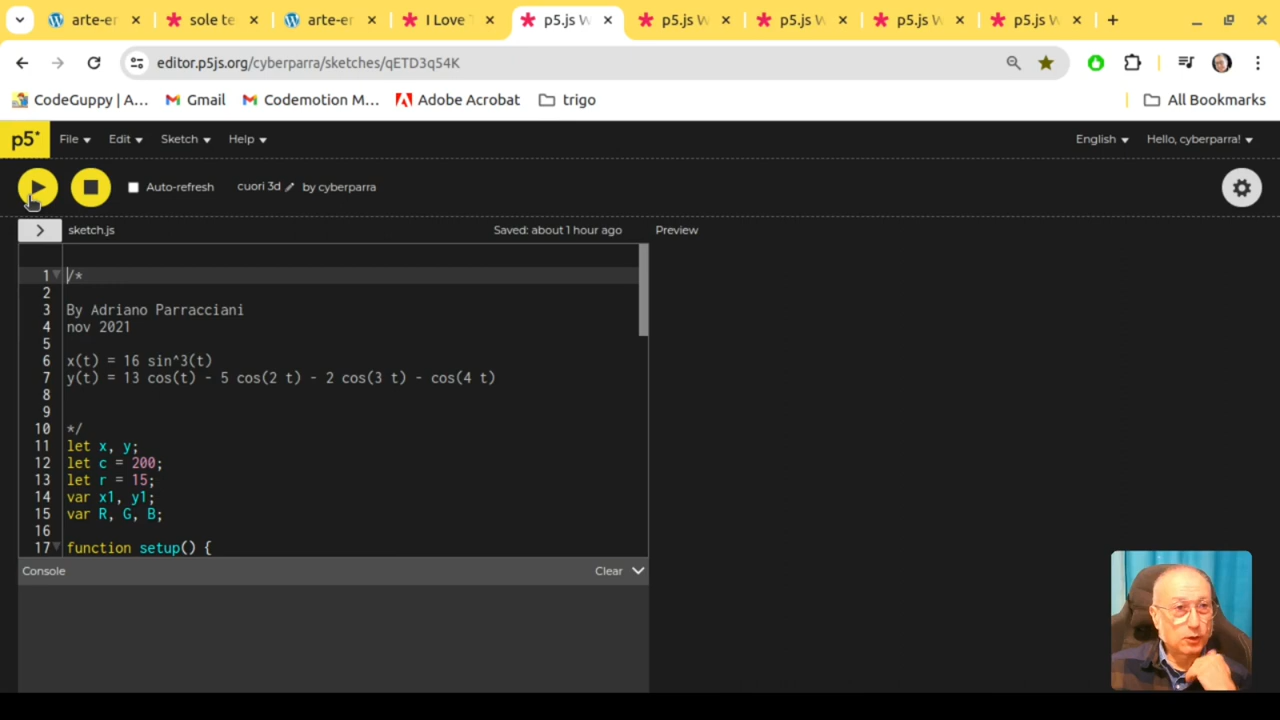 arte-er
sole te
arte-er
I Love
p5.js W
p5.js W
p5.js W
p5.js W
p5.js W
editor.p5js.org/cyberparra/sketches/qETD3q54K
CodeGuppy | A...
Gmail
Codemotion M...
Adobe Acrobat
trigo
All Bookmarks
p5*
File
Edit
Sketch
Help
English
Hello, cyberparra!
Auto-refresh
cuori 3d
by cyberparra
sketch.js
Saved: about 1 hour ago
Preview
1 /*
2
3 By Adriano Parracciani
4 nov 2021
5
6 x(t) = 16 sin^3(t)
7 y(t) = 13 cos(t) - 5 cos(2 t) - 2 cos(3 t) - cos(4 t)
8
9
10 */
11 let x, y;
12 let c = 200;
13 let r = 15;
14 var x1, y1;
15 var R, G, B;
16
17 function setup() {
Console
Clear